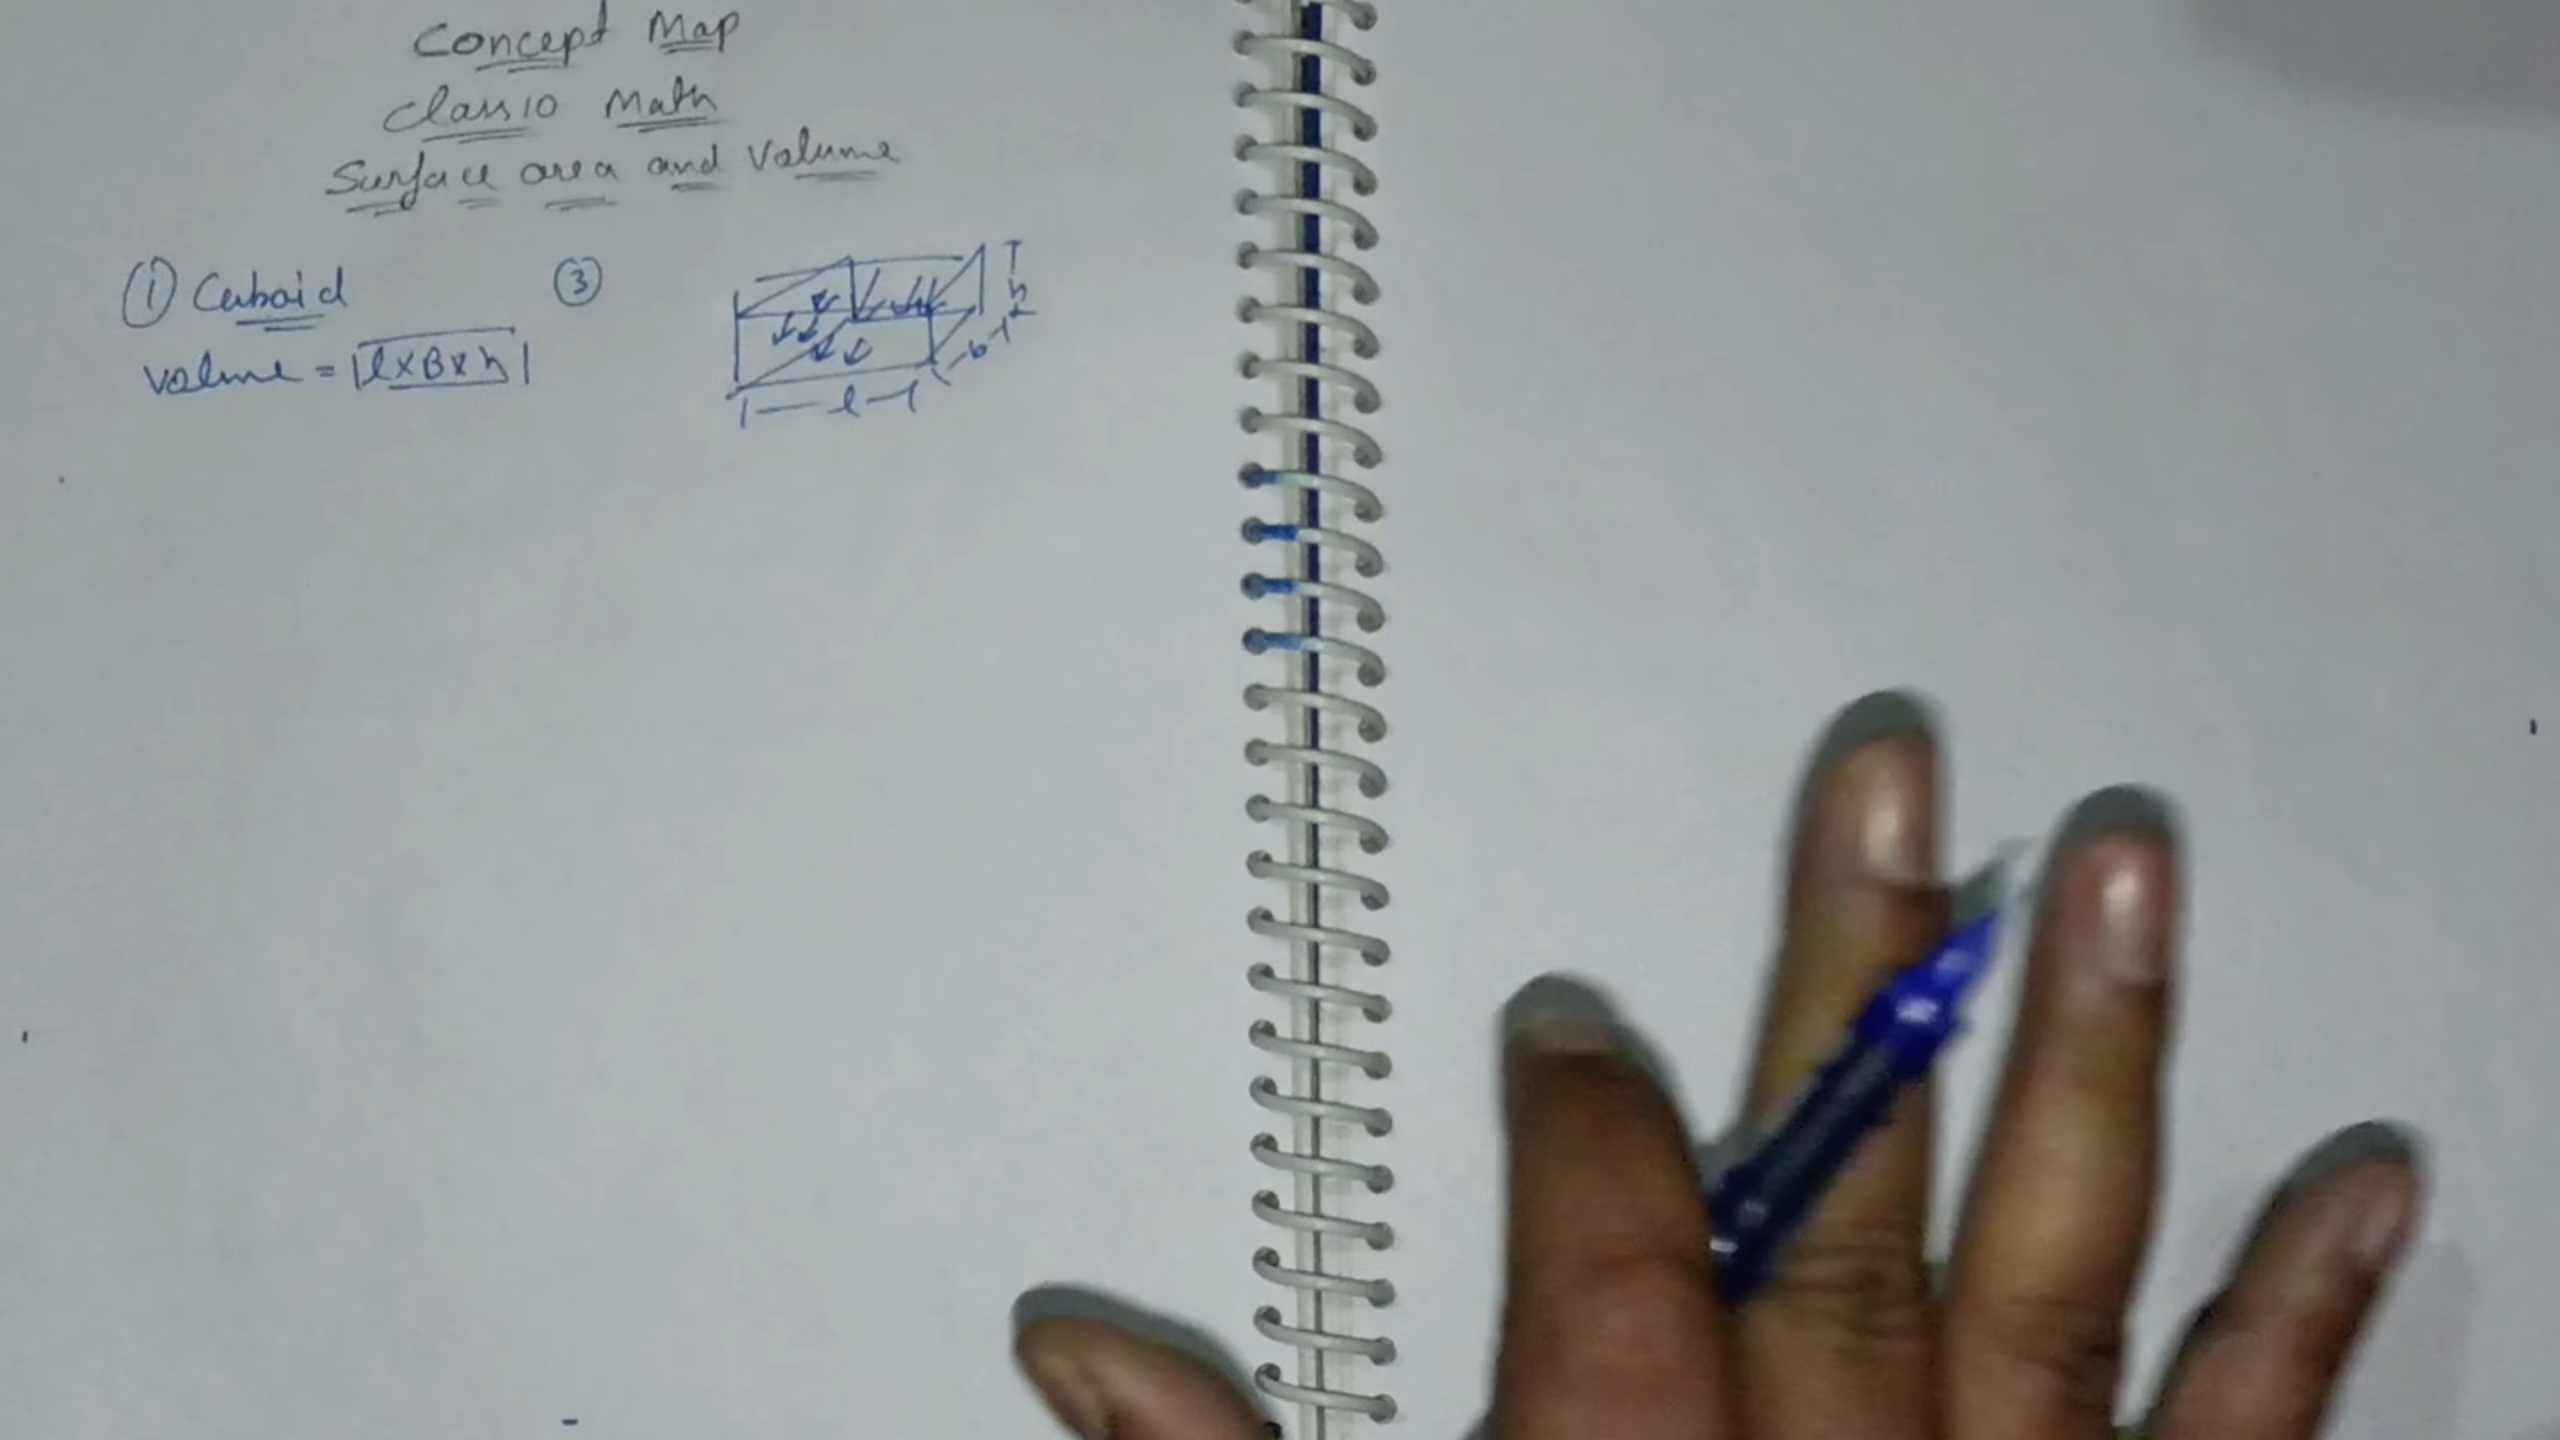 Concept Map
Class 10 Math
Surface area and Volume
① Cuboid ③
volume = l×B×h
h
b
l